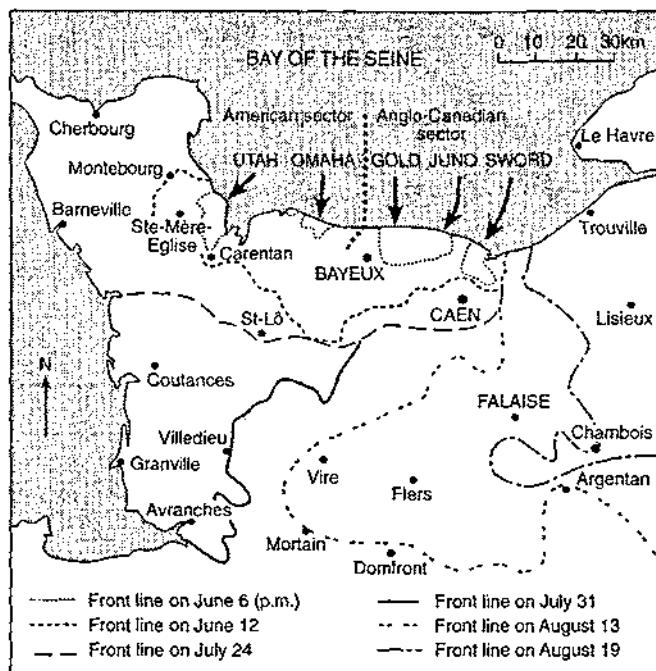 BAY OF THE SEINE
0 10 20 30km
American sector
Anglo-Canadian
sector
UTAH OMAHA GOLD JUNO SWORD
Cherbourg
Le Havre
Montebourg
Barneville
Ste-Mère-
Eglise
Carentan
Trouville
BAYEUX
CAEN
St-Lô
Lisieux
N
Coutances
FALAISE
Villedieu
Chambois
Granville
Vire
Flers
Argentan
Avranches
Mortain
Domfront
Front line on June 6 (p.m.)
Front line on June 12
Front line on July 24
Front line on July 31
Front line on August 13
Front line on August 19